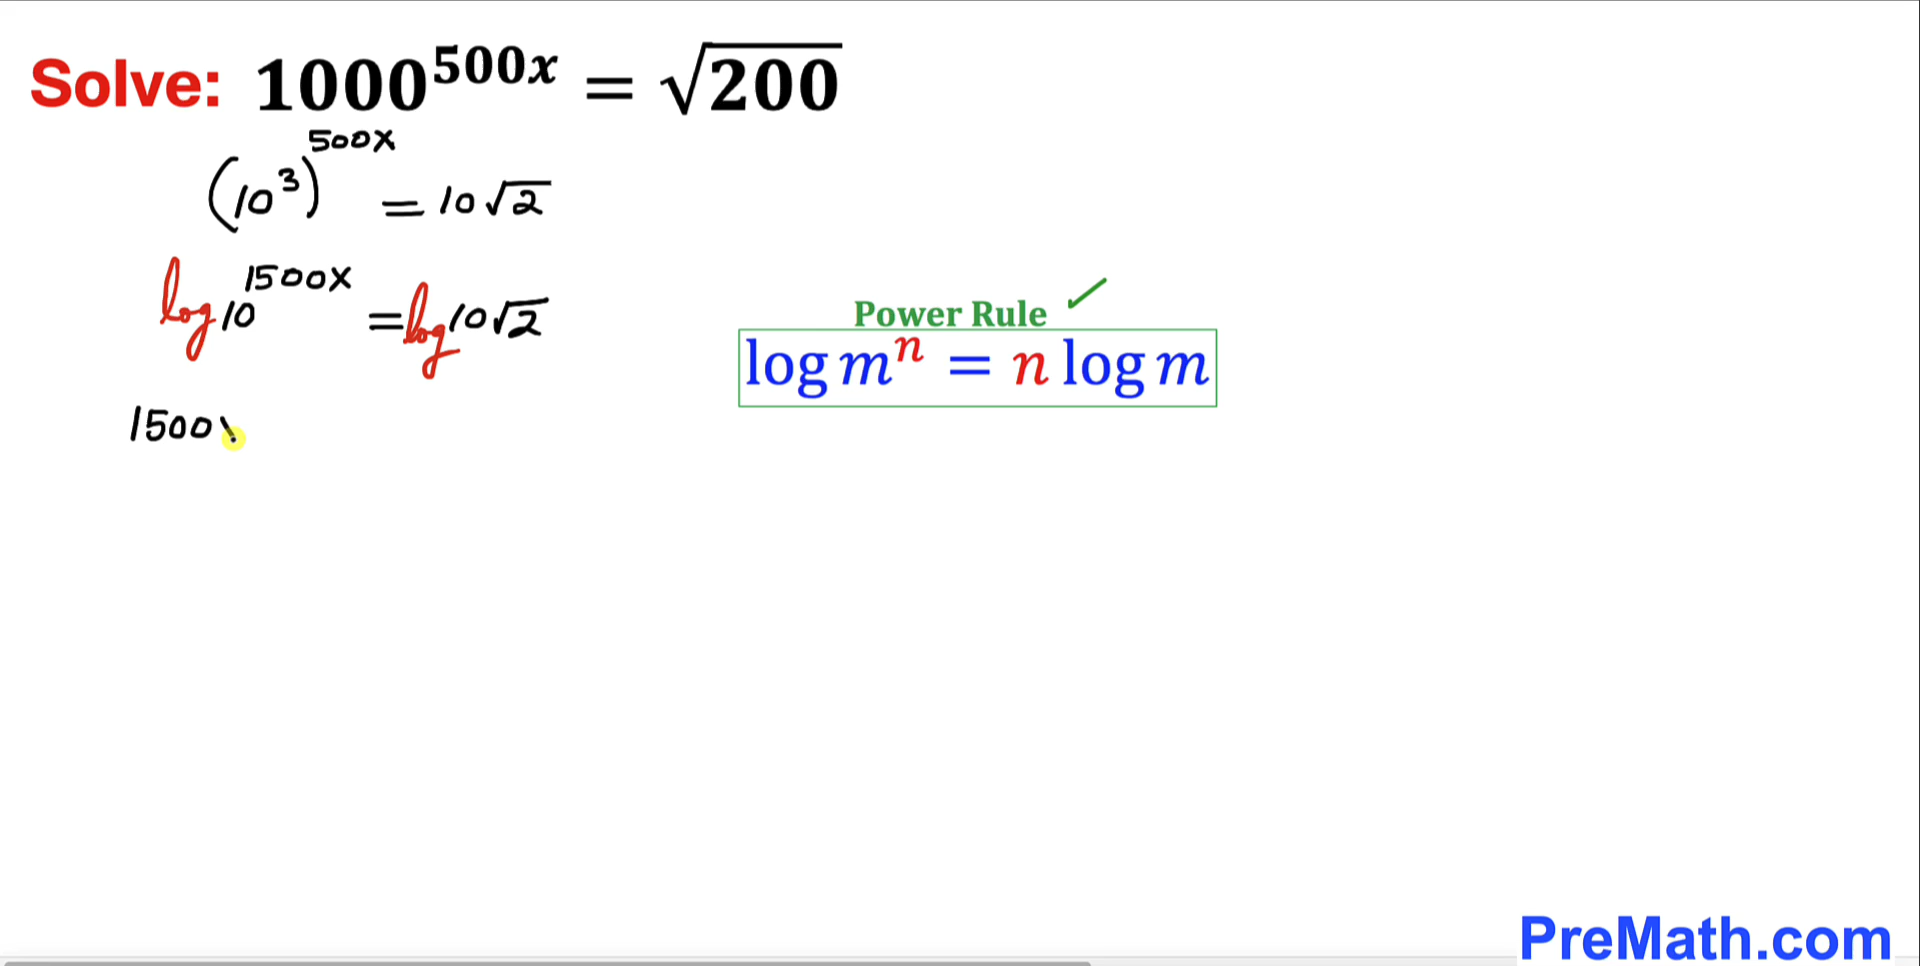 Solve: 1000^{500x} = √200
(10^3)^{500x} = 10√2
log 10^{1500x} = log 10√2
Power Rule ✓
log m^n = n log m
1500
PreMath.com